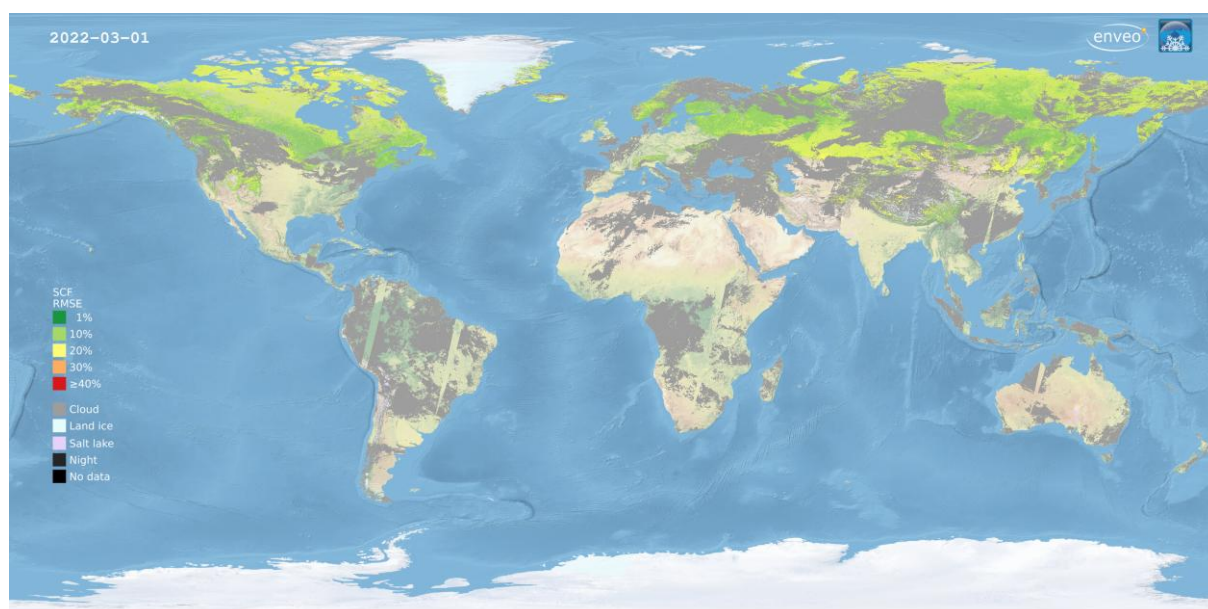 2022-03-01
enveo
SCF
RMSE
1%
10%
20%
30%
≥40%
Cloud
Land ice
Salt lake
Night
No data